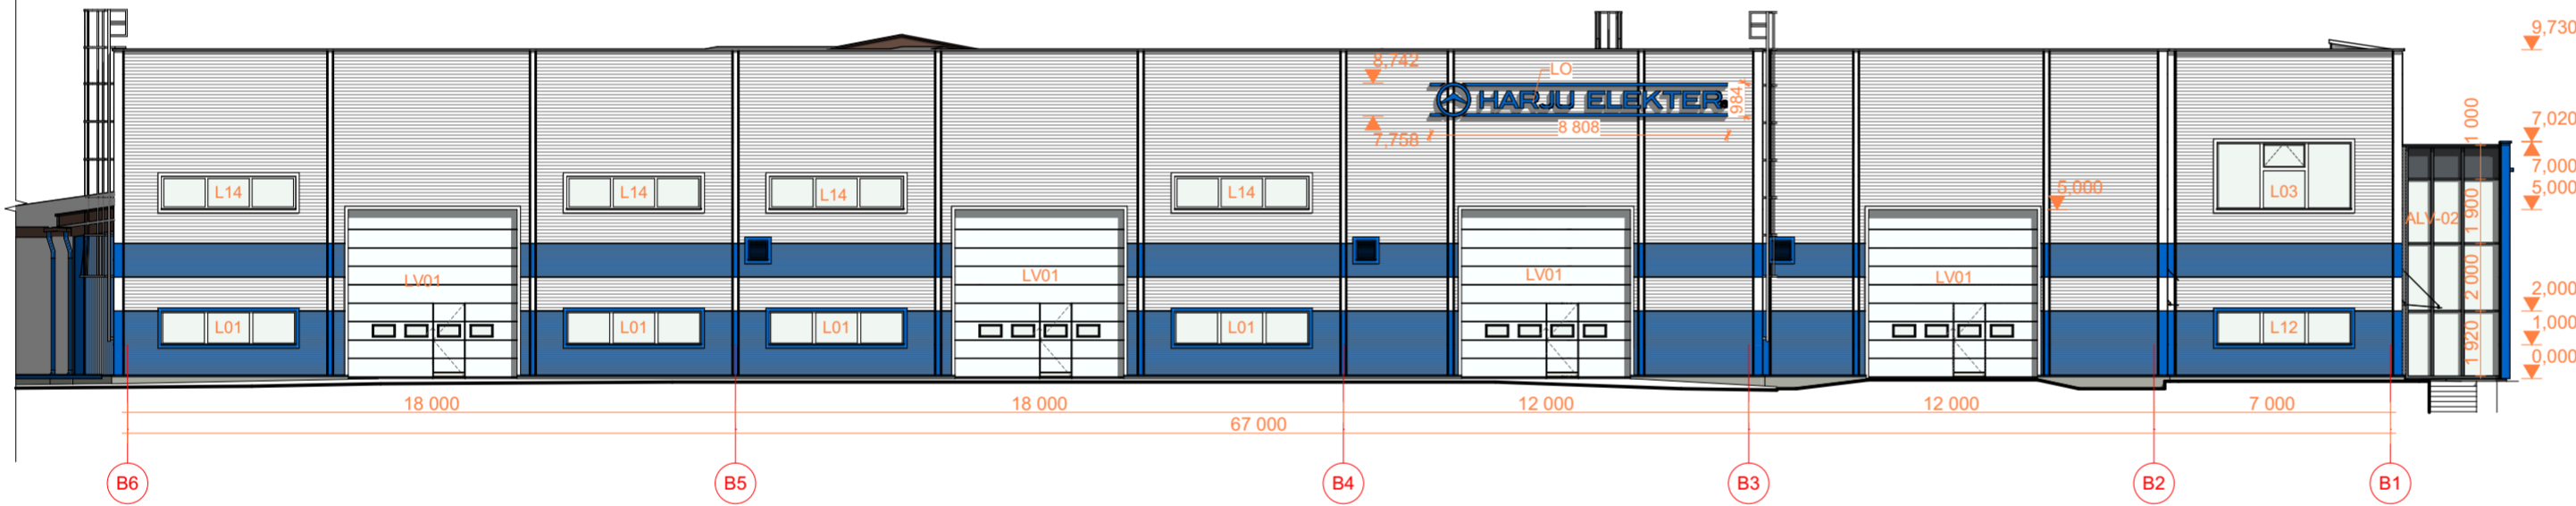 9,730
8,742
LO
HARJU ELEKTER
984
8 808
7,758
1 000
7,020
7,000
5,000
L14
L14
L14
L14
5,000
L03
ALV-02
1 900
LV01
LV01
LV01
LV01
2 000
2,000
L01
L01
L01
L01
L12
1,000
1 920
0,000
18 000
18 000
12 000
12 000
7 000
67 000
B6
B5
B4
B3
B2
B1